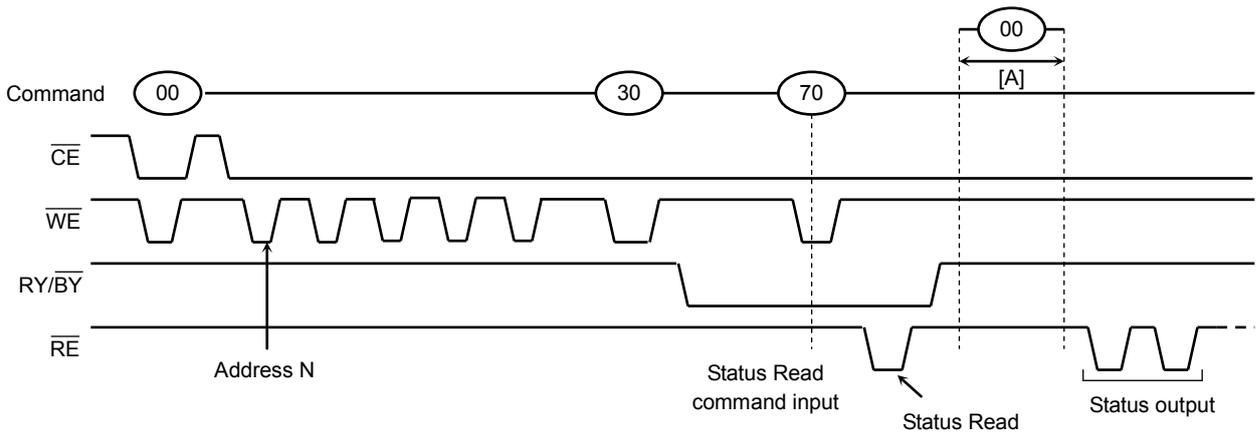 00
[A]
Command 00 30 70
CE
WE
RY/BY
RE
Address N
Status Read
command input
Status Read
Status output